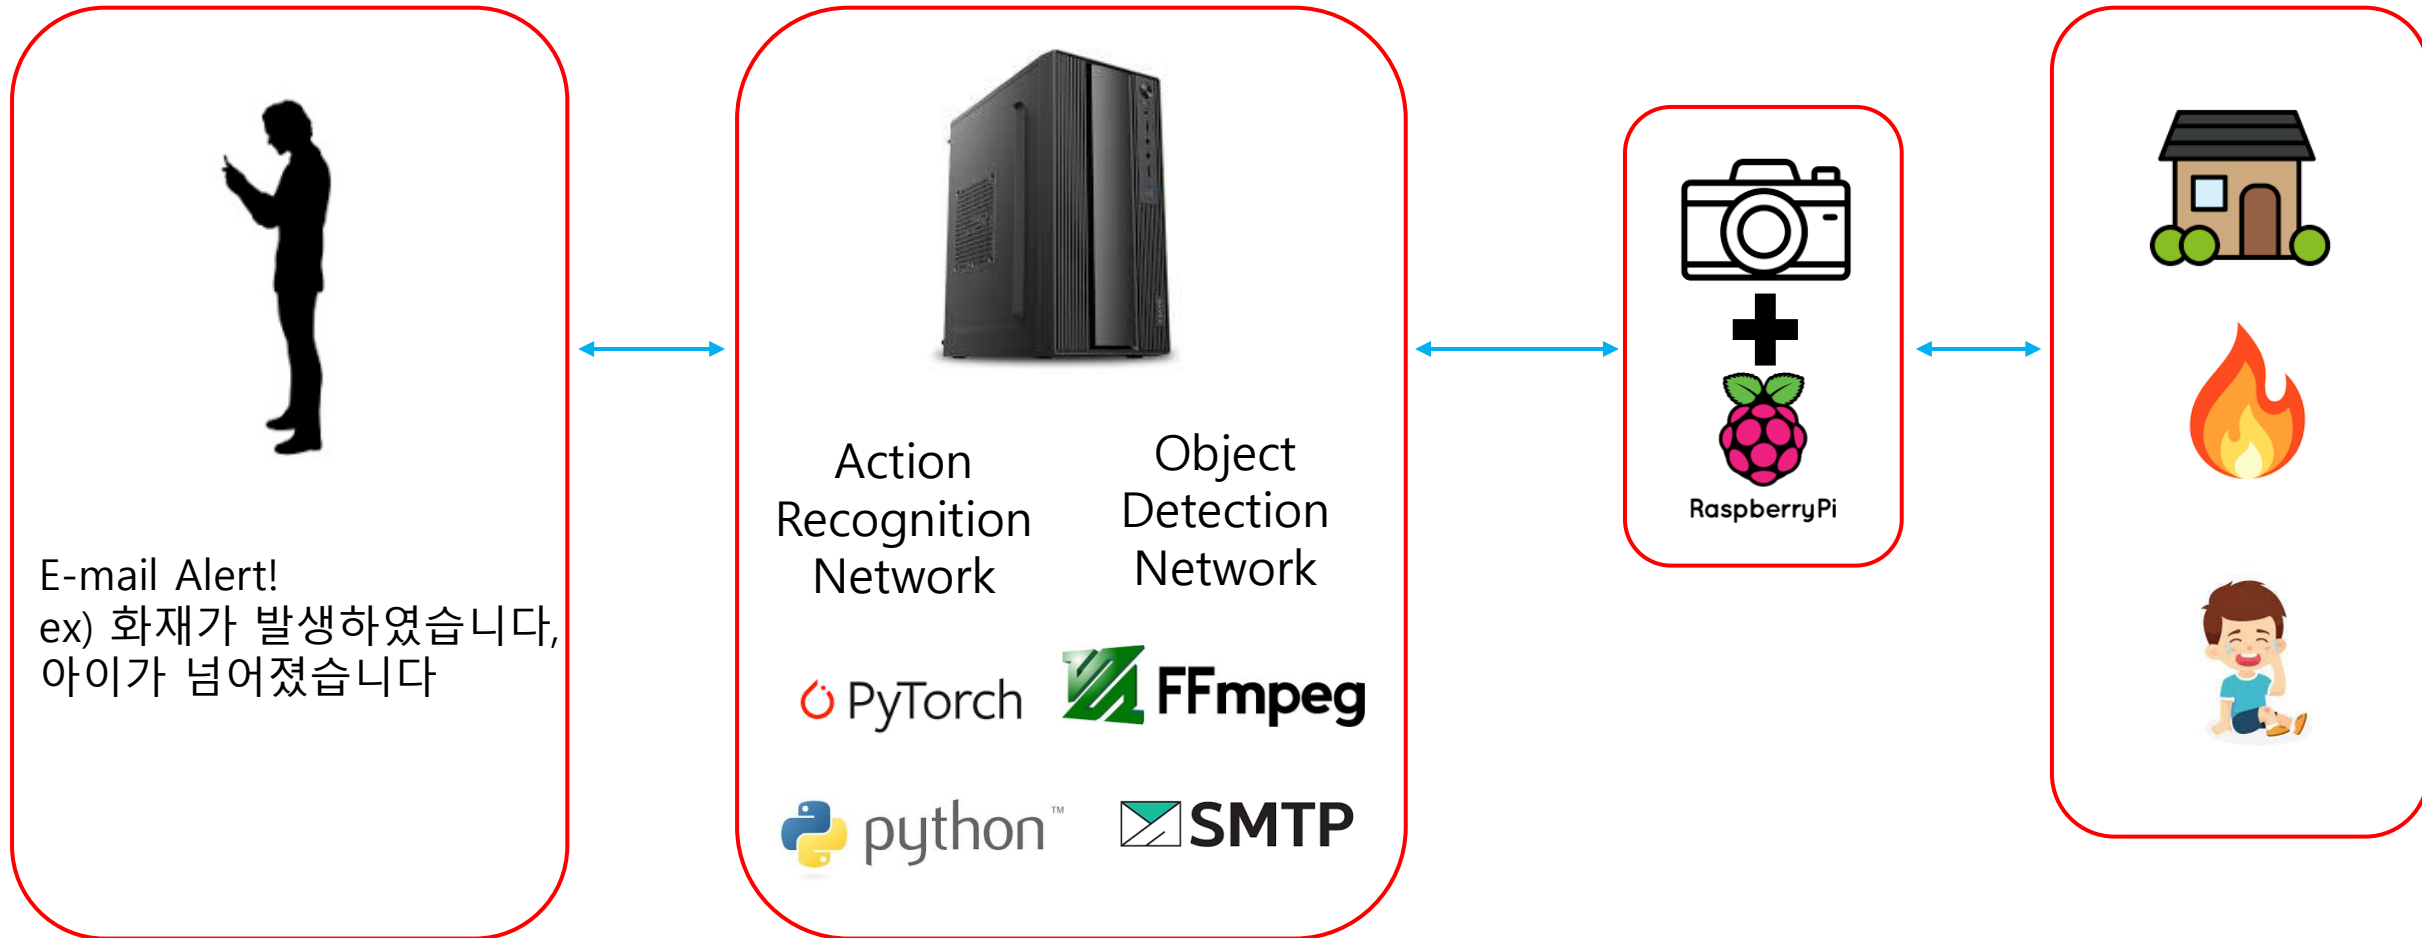 E-mail Alert!
ex) 화재가 발생하였습니다,
아이가 넘어졌습니다
Action
Recognition
Network
Object
Detection
Network
PyTorch
FFmpeg
python™
SMTP
RaspberryPi